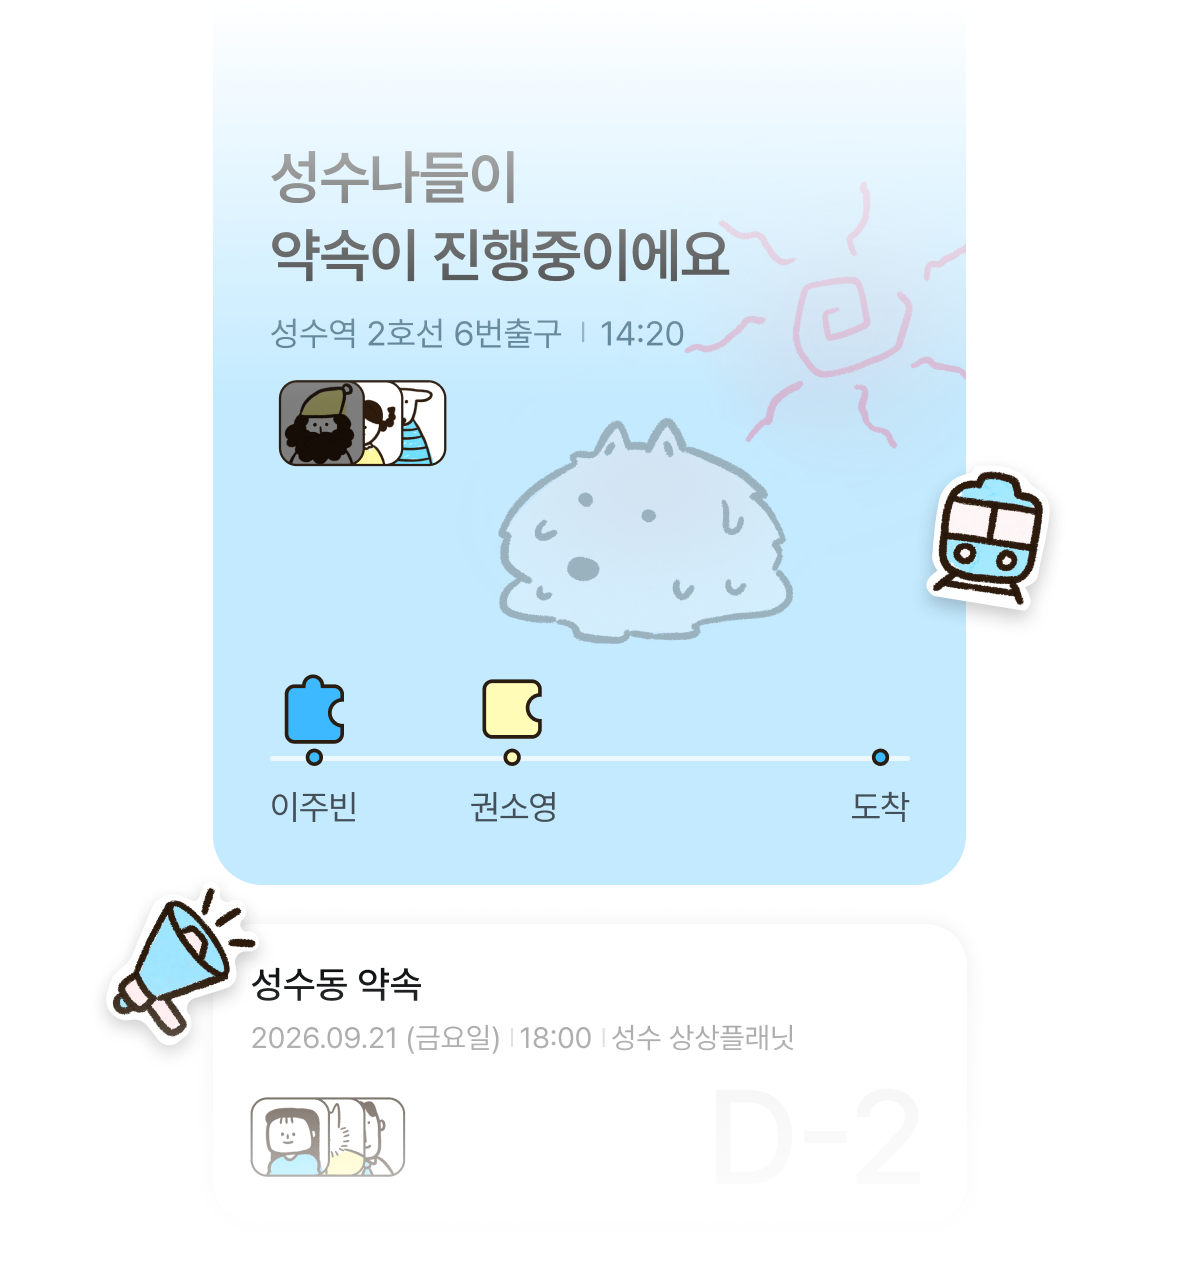 성수나들이
약속이 진행중이에요
성수역 2호선 6번출구 | 14:20
이주빈 권소영 도착
성수동 약속
2026.09.21 (금요일) | 18:00 | 성수 상상플래닛
D-2